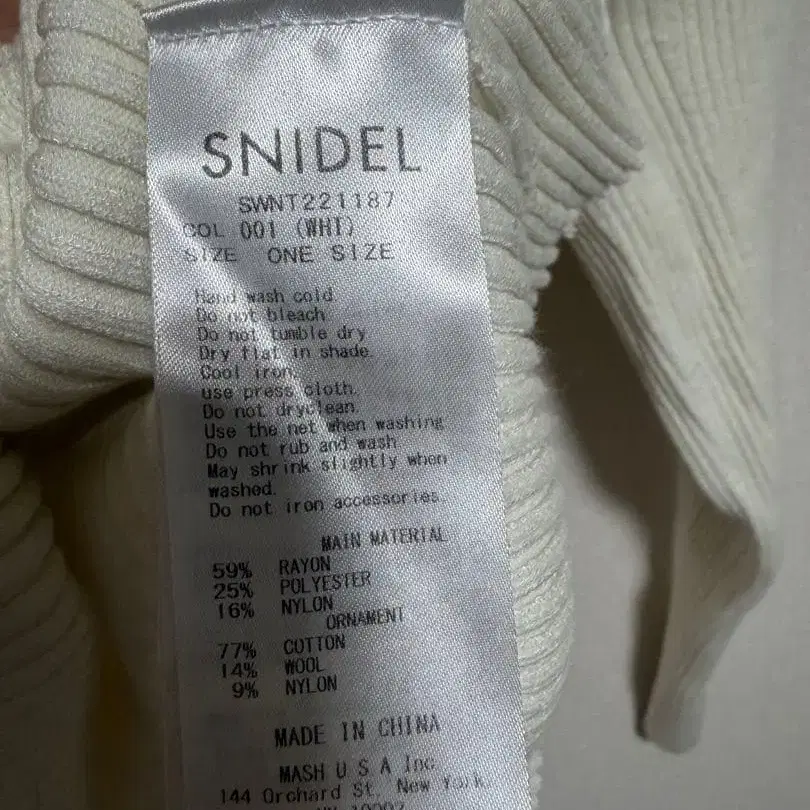 SNIDEL
SWNT221187
COL 001 (WHT)
SIZE ONE SIZE
Hand wash cold
Do not bleach
Do not tumble dry
Dry flat in shade.
Cool iron,
use press cloth.
Do not dryclean.
Use the net when washing
Do not rub and wash
May shrink slightly when
washed.
Do not iron accessories.
MAIN MATERIAL
59% RAYON
25% POLYESTER
16% NYLON
ORNAMENT
77% COTTON
14% WOOL
9% NYLON
MADE IN CHINA
MASH U S A Inc
144 Orchard St. New York